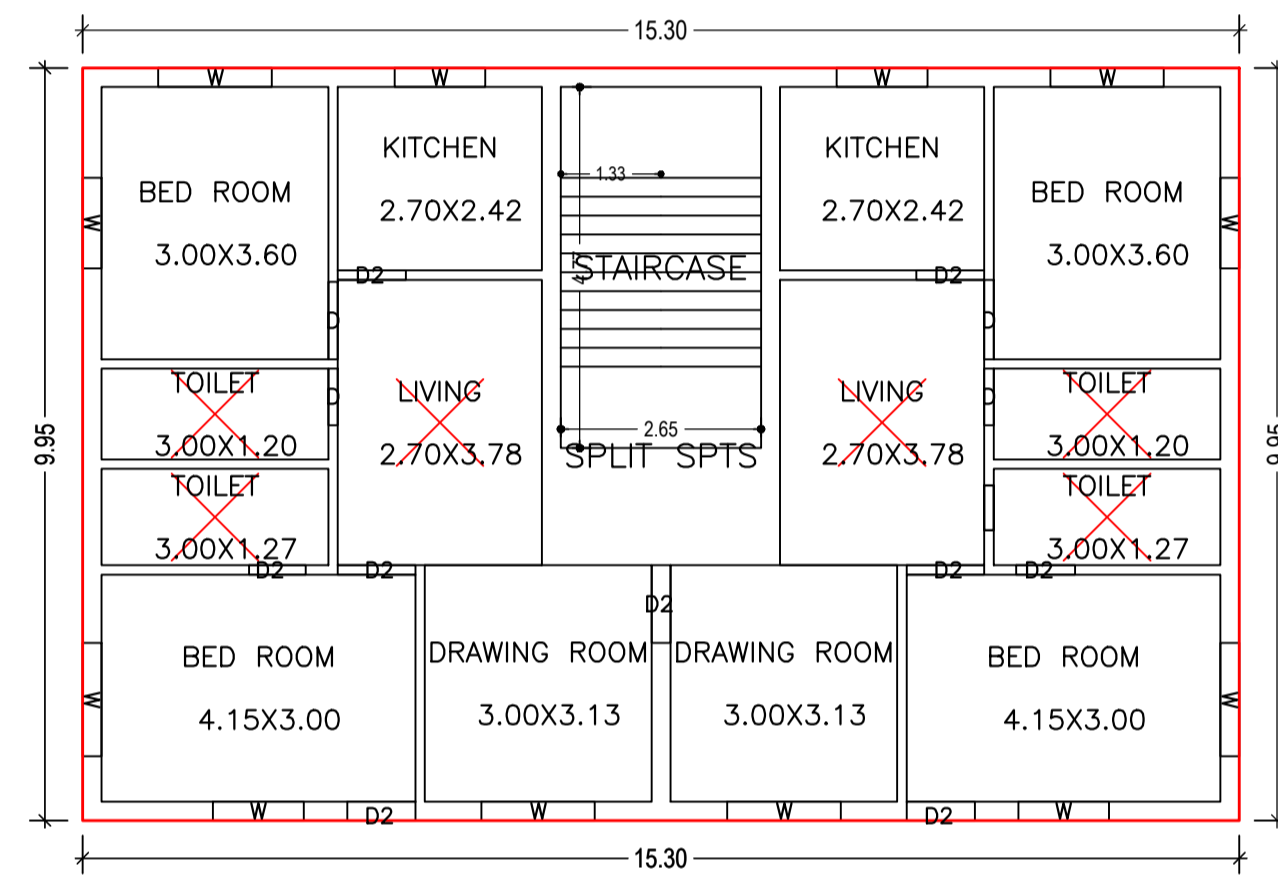 15.30
W
W
W
W
KITCHEN
2.70X2.42
KITCHEN
2.70X2.42
1.33
BED ROOM
3.00X3.60
BED ROOM
3.00X3.60
W
W
STAIRCASE
4.77
D2
D2
D
D
TOILET
3.00X1.20
D
LIVING
2.70X3.78
2.65
SPLIT SPTS
LIVING
2.70X3.78
D
TOILET
3.00X1.20
9.95
9.95
TOILET
3.00X1.27
TOILET
3.00X1.27
D2
D2
D2
D2
D2
BED ROOM
4.15X3.00
DRAWING ROOM
3.00X3.13
DRAWING ROOM
3.00X3.13
BED ROOM
4.15X3.00
W
W
W
D2
W
W
D2
W
15.30